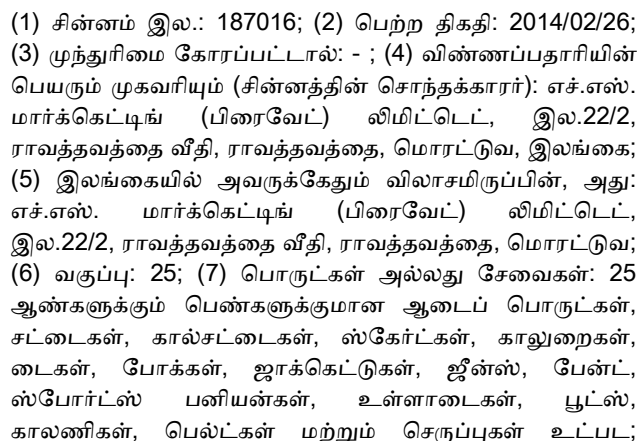 (1) சின்னம் இல.: 187016; (2) பெற்ற திகதி: 2014/02/26;
(3) முந்துரிமை கோரப்பட்டால்: - ; (4) விண்ணப்பதாரியின்
பெயரும் முகவரியும் (சின்னத்தின் சொந்தக்காரர்): எச்.எஸ்.
மார்க்கெட்டிங் (பிரைவேட்) லிமிட்டெட், இல.22/2,
ராவத்தவத்தை வீதி, ராவத்தவத்தை, மொரட்டுவ, இலங்கை;
(5) இலங்கையில் அவருக்கேதும் விலாசமிருப்பின், அது:
எச்.எஸ். மார்க்கெட்டிங் (பிரைவேட்) லிமிட்டெட்,
இல.22/2, ராவத்தவத்தை வீதி, ராவத்தவத்தை, மொரட்டுவ;
(6) வகுப்பு: 25; (7) பொருட்கள் அல்லது சேவைகள்: 25
ஆண்களுக்கும் பெண்களுக்குமான ஆடைப் பொருட்கள்,
சட்டைகள், கால்சட்டைகள், ஸ்கேர்ட்கள், காலுறைகள்,
டைகள், போக்கள், ஜாக்கெட்டுகள், ஜீன்ஸ், பேன்ட்,
ஸ்போர்ட்ஸ் பனியன்கள், உள்ளாடைகள், பூட்ஸ்,
காலணிகள், பெல்ட்கள் மற்றும் செருப்புகள் உட்பட;